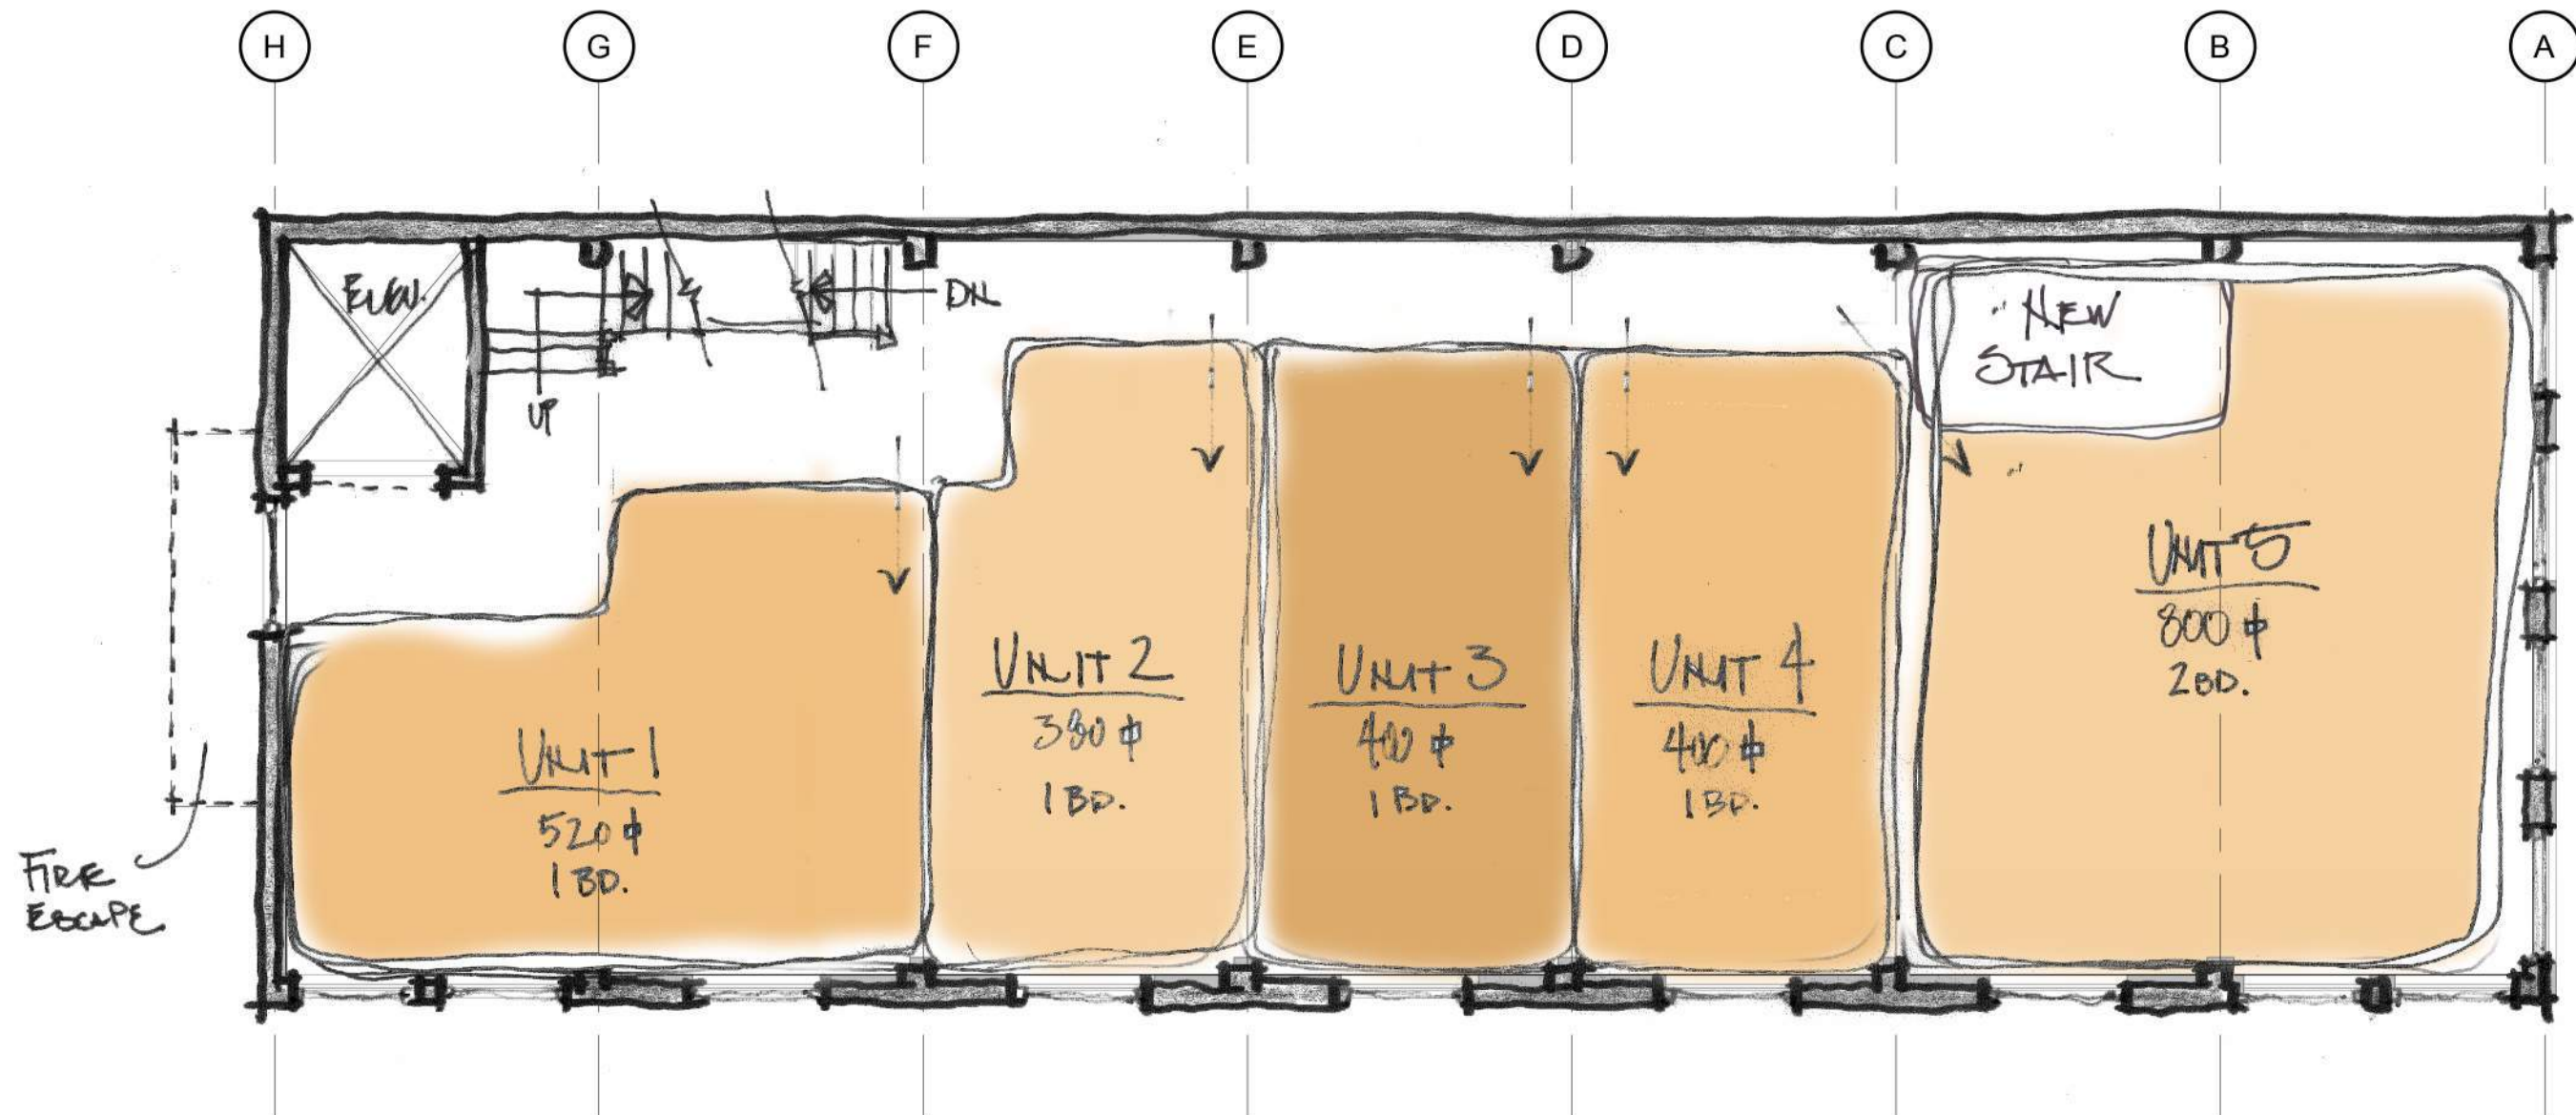 H G F E D C B A
ELEV.
UP
DN
NEW
STAIR
FIRE
ESCAPE
UNIT 1
520 ⏍
1 BD.
UNIT 2
380 ⏍
1 BD.
UNIT 3
400 ⏍
1 BD.
UNIT 4
400 ⏍
1 BD.
UNIT 5
800 ⏍
2 BD.